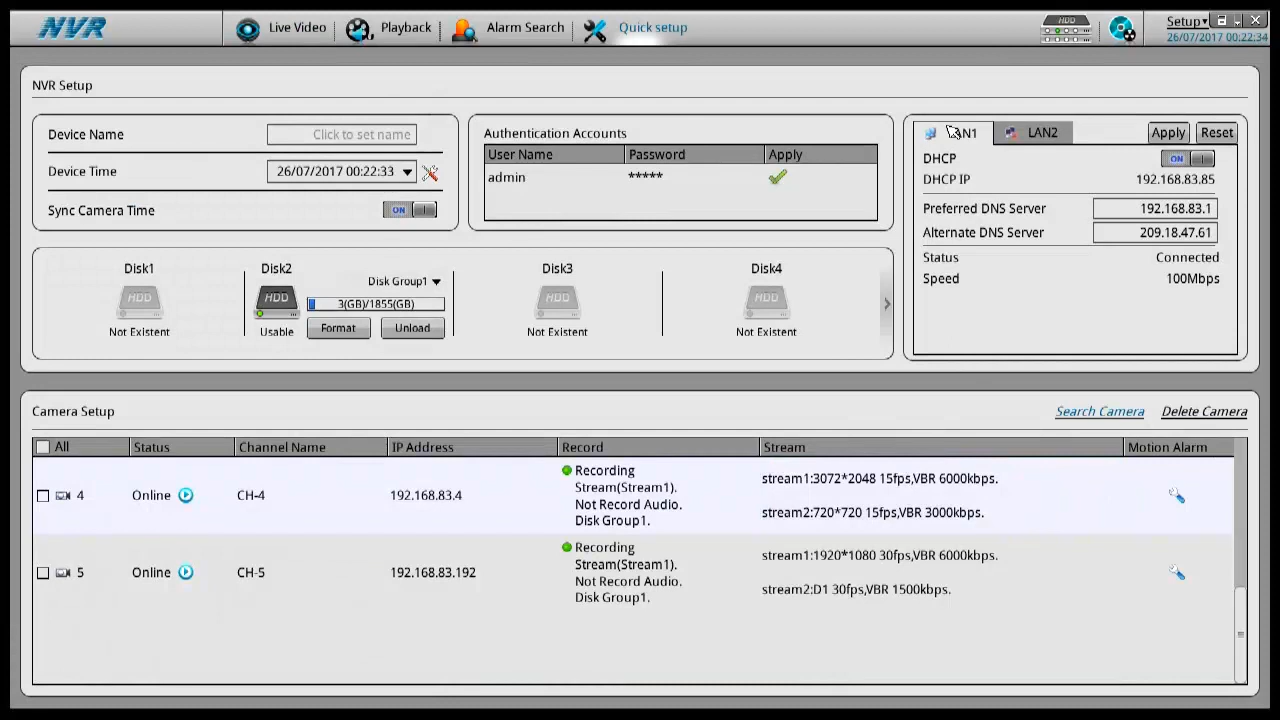 NVR
Live Video
Playback
Alarm Search
Quick setup
HDD
Setup
26/07/2017 00:22:34
NVR Setup
Device Name
Click to set name
Device Time
26/07/2017 00:22:33
Sync Camera Time
ON
Authentication Accounts
User Name Password Apply
admin *****
LAN2
Apply
Reset
DHCP
ON
DHCP IP
192.168.83.85
Preferred DNS Server
192.168.83.1
Alternate DNS Server
209.18.47.61
Status
Connected
Speed
100Mbps
Disk1
HDD
Not Existent
Disk2
HDD
Usable
Disk Group1
3(GB)/1855(GB)
Format
Unload
Disk3
HDD
Not Existent
Disk4
HDD
Not Existent
Camera Setup
Search Camera
Delete Camera
All Status Channel Name IP Address Record Stream Motion Alarm
4 Online CH-4 192.168.83.4
Recording
Stream(Stream1).
Not Record Audio.
Disk Group1.
stream1:3072*2048 15fps,VBR 6000kbps.
stream2:720*720 15fps,VBR 3000kbps.
5 Online CH-5 192.168.83.192
Recording
Stream(Stream1).
Not Record Audio.
Disk Group1.
stream1:1920*1080 30fps,VBR 6000kbps.
stream2:D1 30fps,VBR 1500kbps.